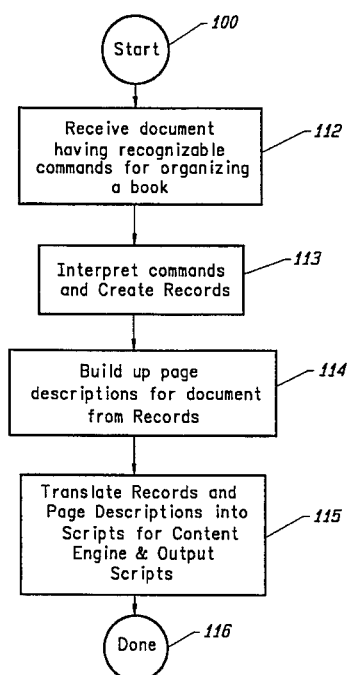 100
Start
Receive document
having recognizable
commands for organizing
a book
112
Interpret commands
and Create Records
113
Build up page
descriptions for document
from Records
114
Translate Records and
Page Descriptions into
Scripts for Content
Engine & Output
Scripts
115
Done
116